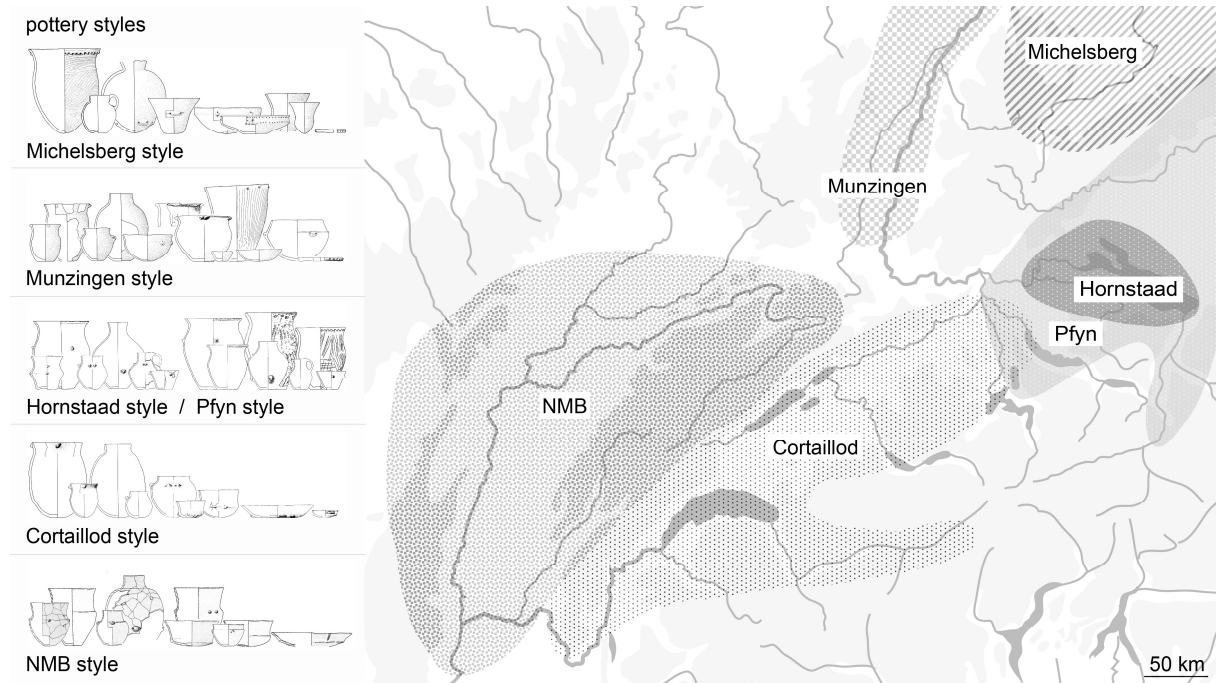 pottery styles
Michelsberg style
Munzingen style
Hornstaad style / Pfyn style
Cortaillod style
NMB style
Michelsberg
Munzingen
Hornstaad
Pfyn
NMB
Cortaillod
50 km